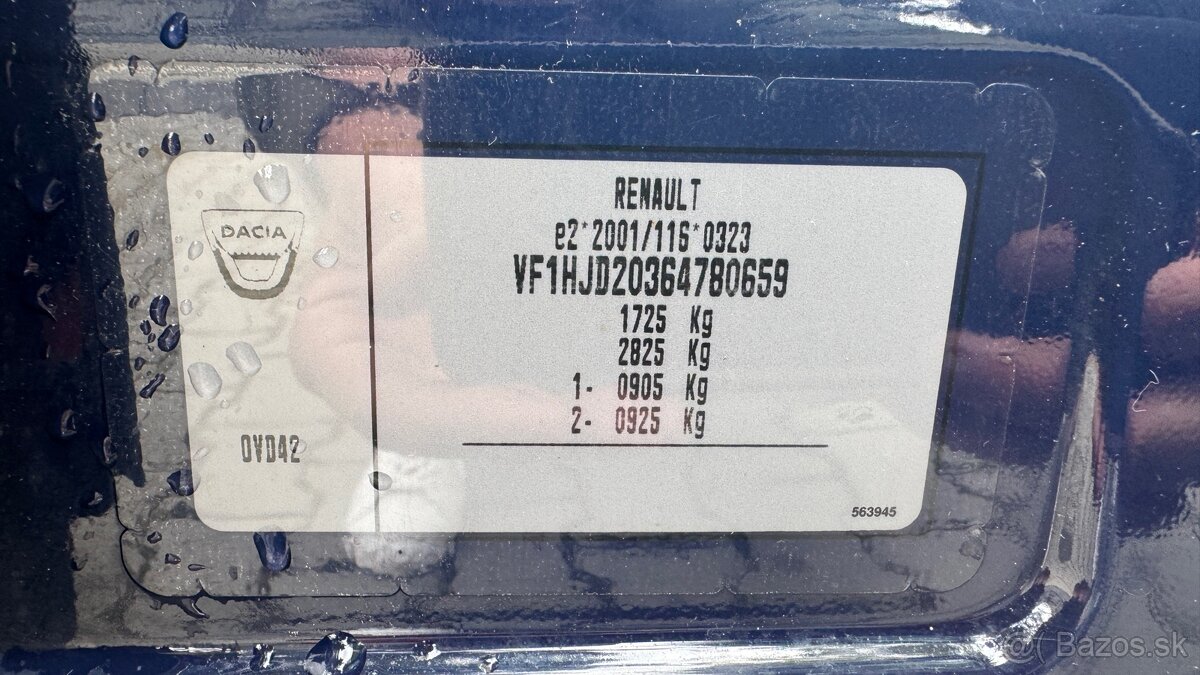 DACIA
OVD42
RENAULT
e2*2001/116*0323
VF1HJD20364780659
1725 Kg
2825 Kg
1- 0905 Kg
2- 0925 Kg
563945
@ Bazos.sk